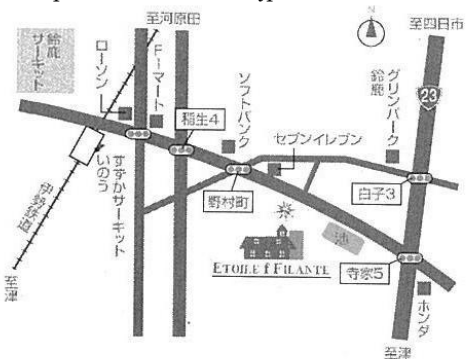 至河原田
N
至四日市
鈴鹿
サーキット
ローソン
Fーマート
稲生4
ソフトバンク
セブンイレブン
グリンパーク
鈴鹿
23
すずかサーキット
いのう
伊勢鉄道
野村町
白子3
池
ETOILE f FILANTE
寺家5
ホンダ
至津
至津